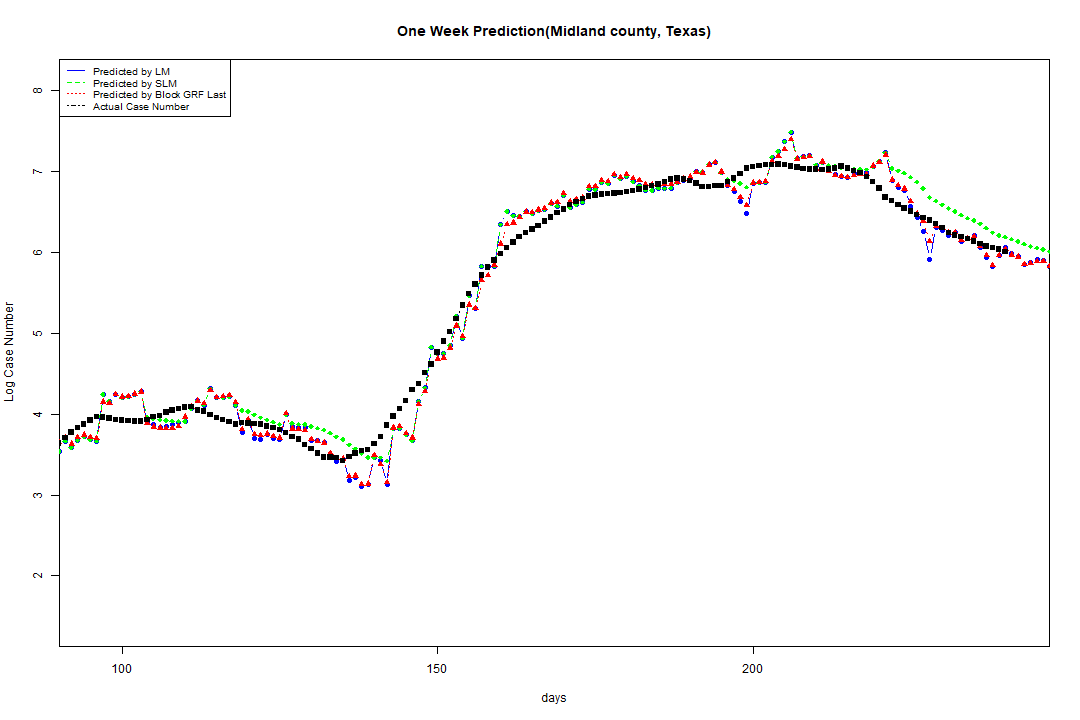 One Week Prediction(Midland county, Texas)
Predicted by LM
Predicted by SLM
Predicted by Block GRF Last
Actual Case Number
8
7
6
5
4
3
2
Log Case Number
100 150 200
days